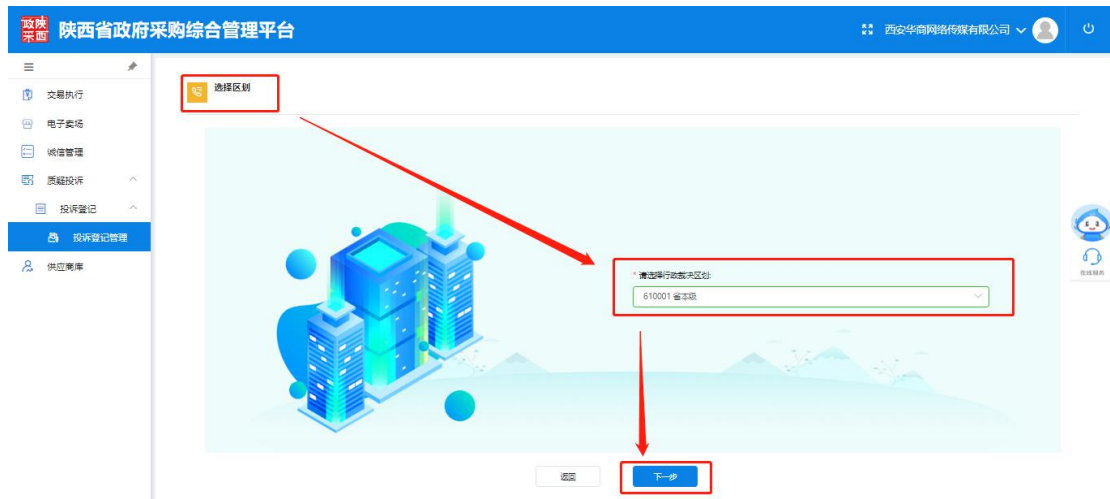 政陕
采西
陕西省政府采购综合管理平台
西安华商网络传媒有限公司
交易执行
电子卖场
诚信管理
质疑投诉
投诉登记
投诉登记管理
供应商库
选择区划
* 请选择行政裁决区划:
610001 省本级
返回
下一步
在线服务